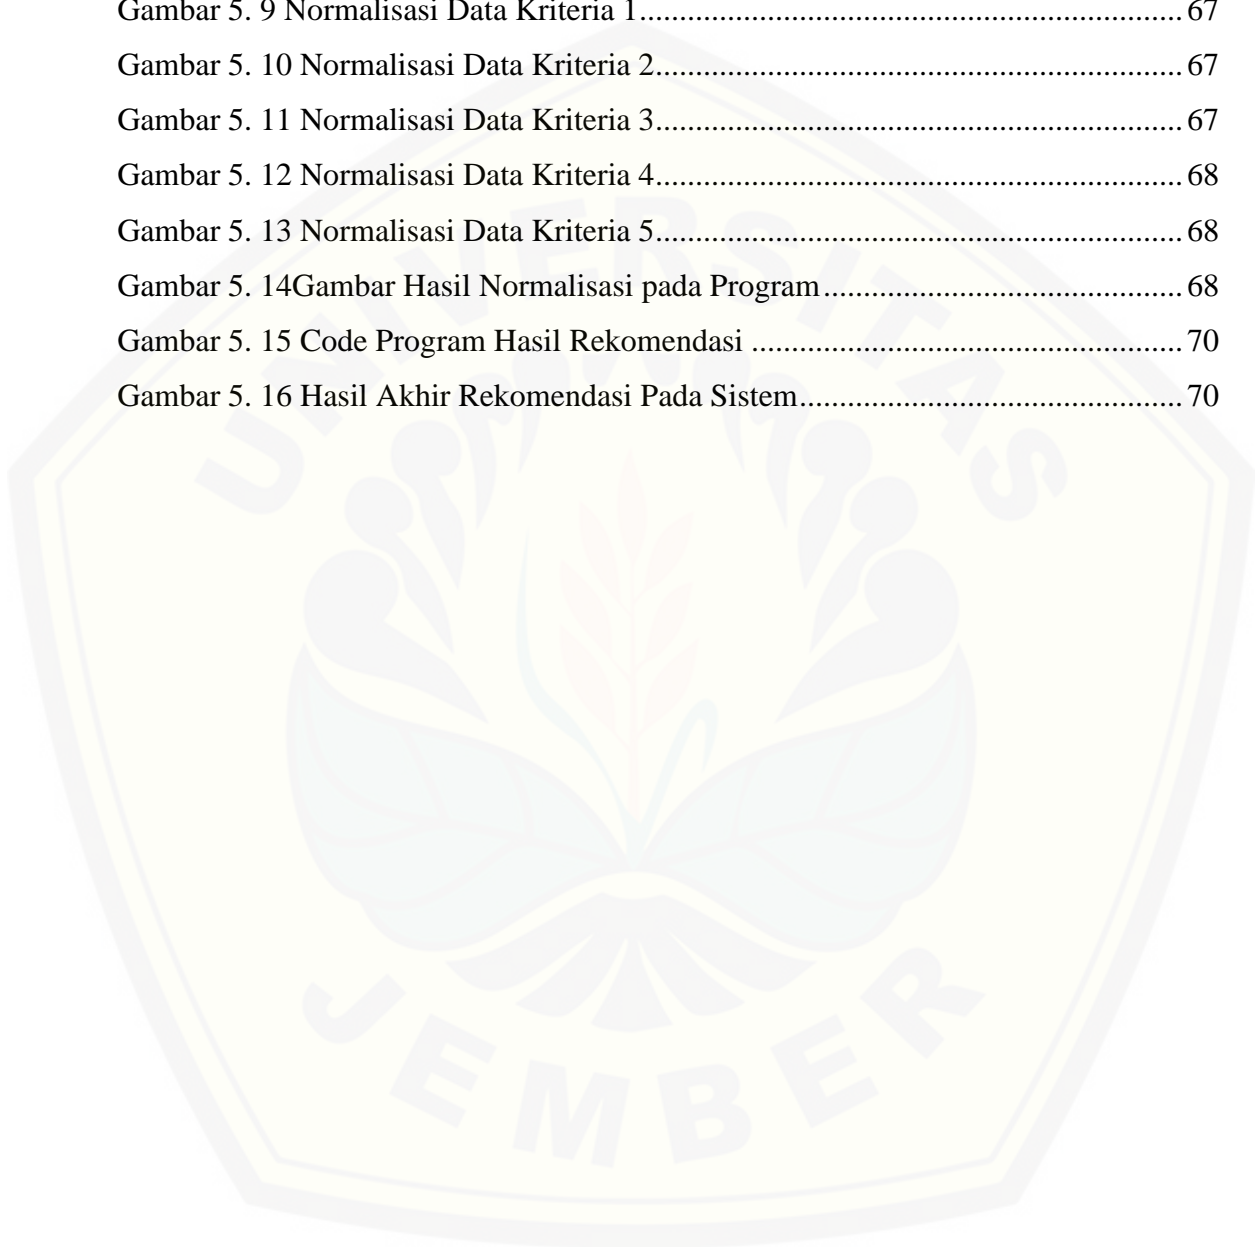 Gambar 5. 9 Normalisasi Data Kriteria 1.................................................................. 67
Gambar 5. 10 Normalisasi Data Kriteria 2................................................................ 67
Gambar 5. 11 Normalisasi Data Kriteria 3................................................................ 67
Gambar 5. 12 Normalisasi Data Kriteria 4................................................................ 68
Gambar 5. 13 Normalisasi Data Kriteria 5................................................................ 68
Gambar 5. 14Gambar Hasil Normalisasi pada Program ........................................... 68
Gambar 5. 15 Code Program Hasil Rekomendasi .................................................... 70
Gambar 5. 16 Hasil Akhir Rekomendasi Pada Sistem.............................................. 70
UNIVERSITAS
JEMBER